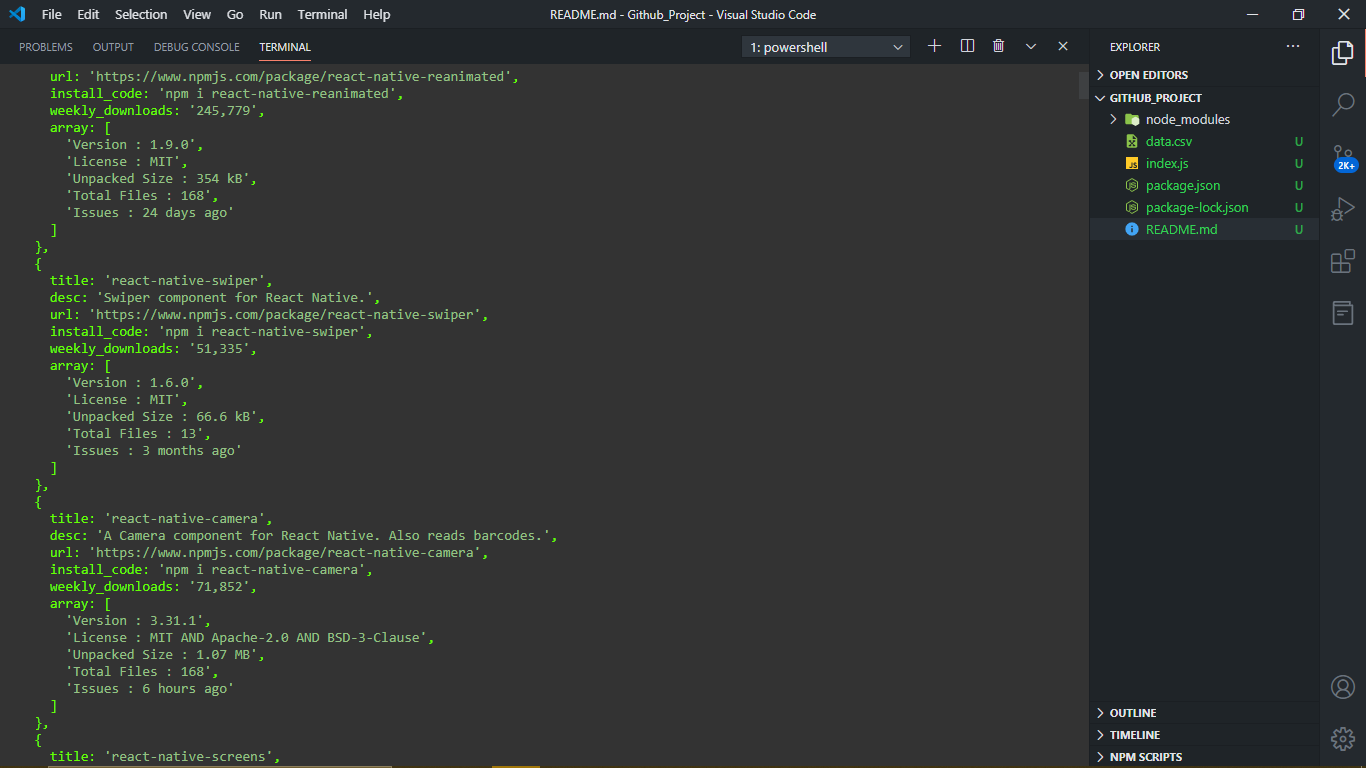 File Edit Selection View Go Run Terminal Help README.md - Github_Project - Visual Studio Code
PROBLEMS OUTPUT DEBUG CONSOLE TERMINAL 1: powershell
url: 'https://www.npmjs.com/package/react-native-reanimated',
install_code: 'npm i react-native-reanimated',
weekly_downloads: '245,779',
array: [
'Version : 1.9.0',
'License : MIT',
'Unpacked Size : 354 kB',
'Total Files : 168',
'Issues : 24 days ago'
]
},
{
title: 'react-native-swiper',
desc: 'Swiper component for React Native.',
url: 'https://www.npmjs.com/package/react-native-swiper',
install_code: 'npm i react-native-swiper',
weekly_downloads: '51,335',
array: [
'Version : 1.6.0',
'License : MIT',
'Unpacked Size : 66.6 kB',
'Total Files : 13',
'Issues : 3 months ago'
]
},
{
title: 'react-native-camera',
desc: 'A Camera component for React Native. Also reads barcodes.',
url: 'https://www.npmjs.com/package/react-native-camera',
install_code: 'npm i react-native-camera',
weekly_downloads: '71,852',
array: [
'Version : 3.31.1',
'License : MIT AND Apache-2.0 AND BSD-3-Clause',
'Unpacked Size : 1.07 MB',
'Total Files : 168',
'Issues : 6 hours ago'
]
},
{
title: 'react-native-screens',
EXPLORER
OPEN EDITORS
GITHUB_PROJECT
node_modules
data.csv U
JS index.js U
JS package.json U
JS package-lock.json U
README.md U
2K+
OUTLINE
TIMELINE
NPM SCRIPTS